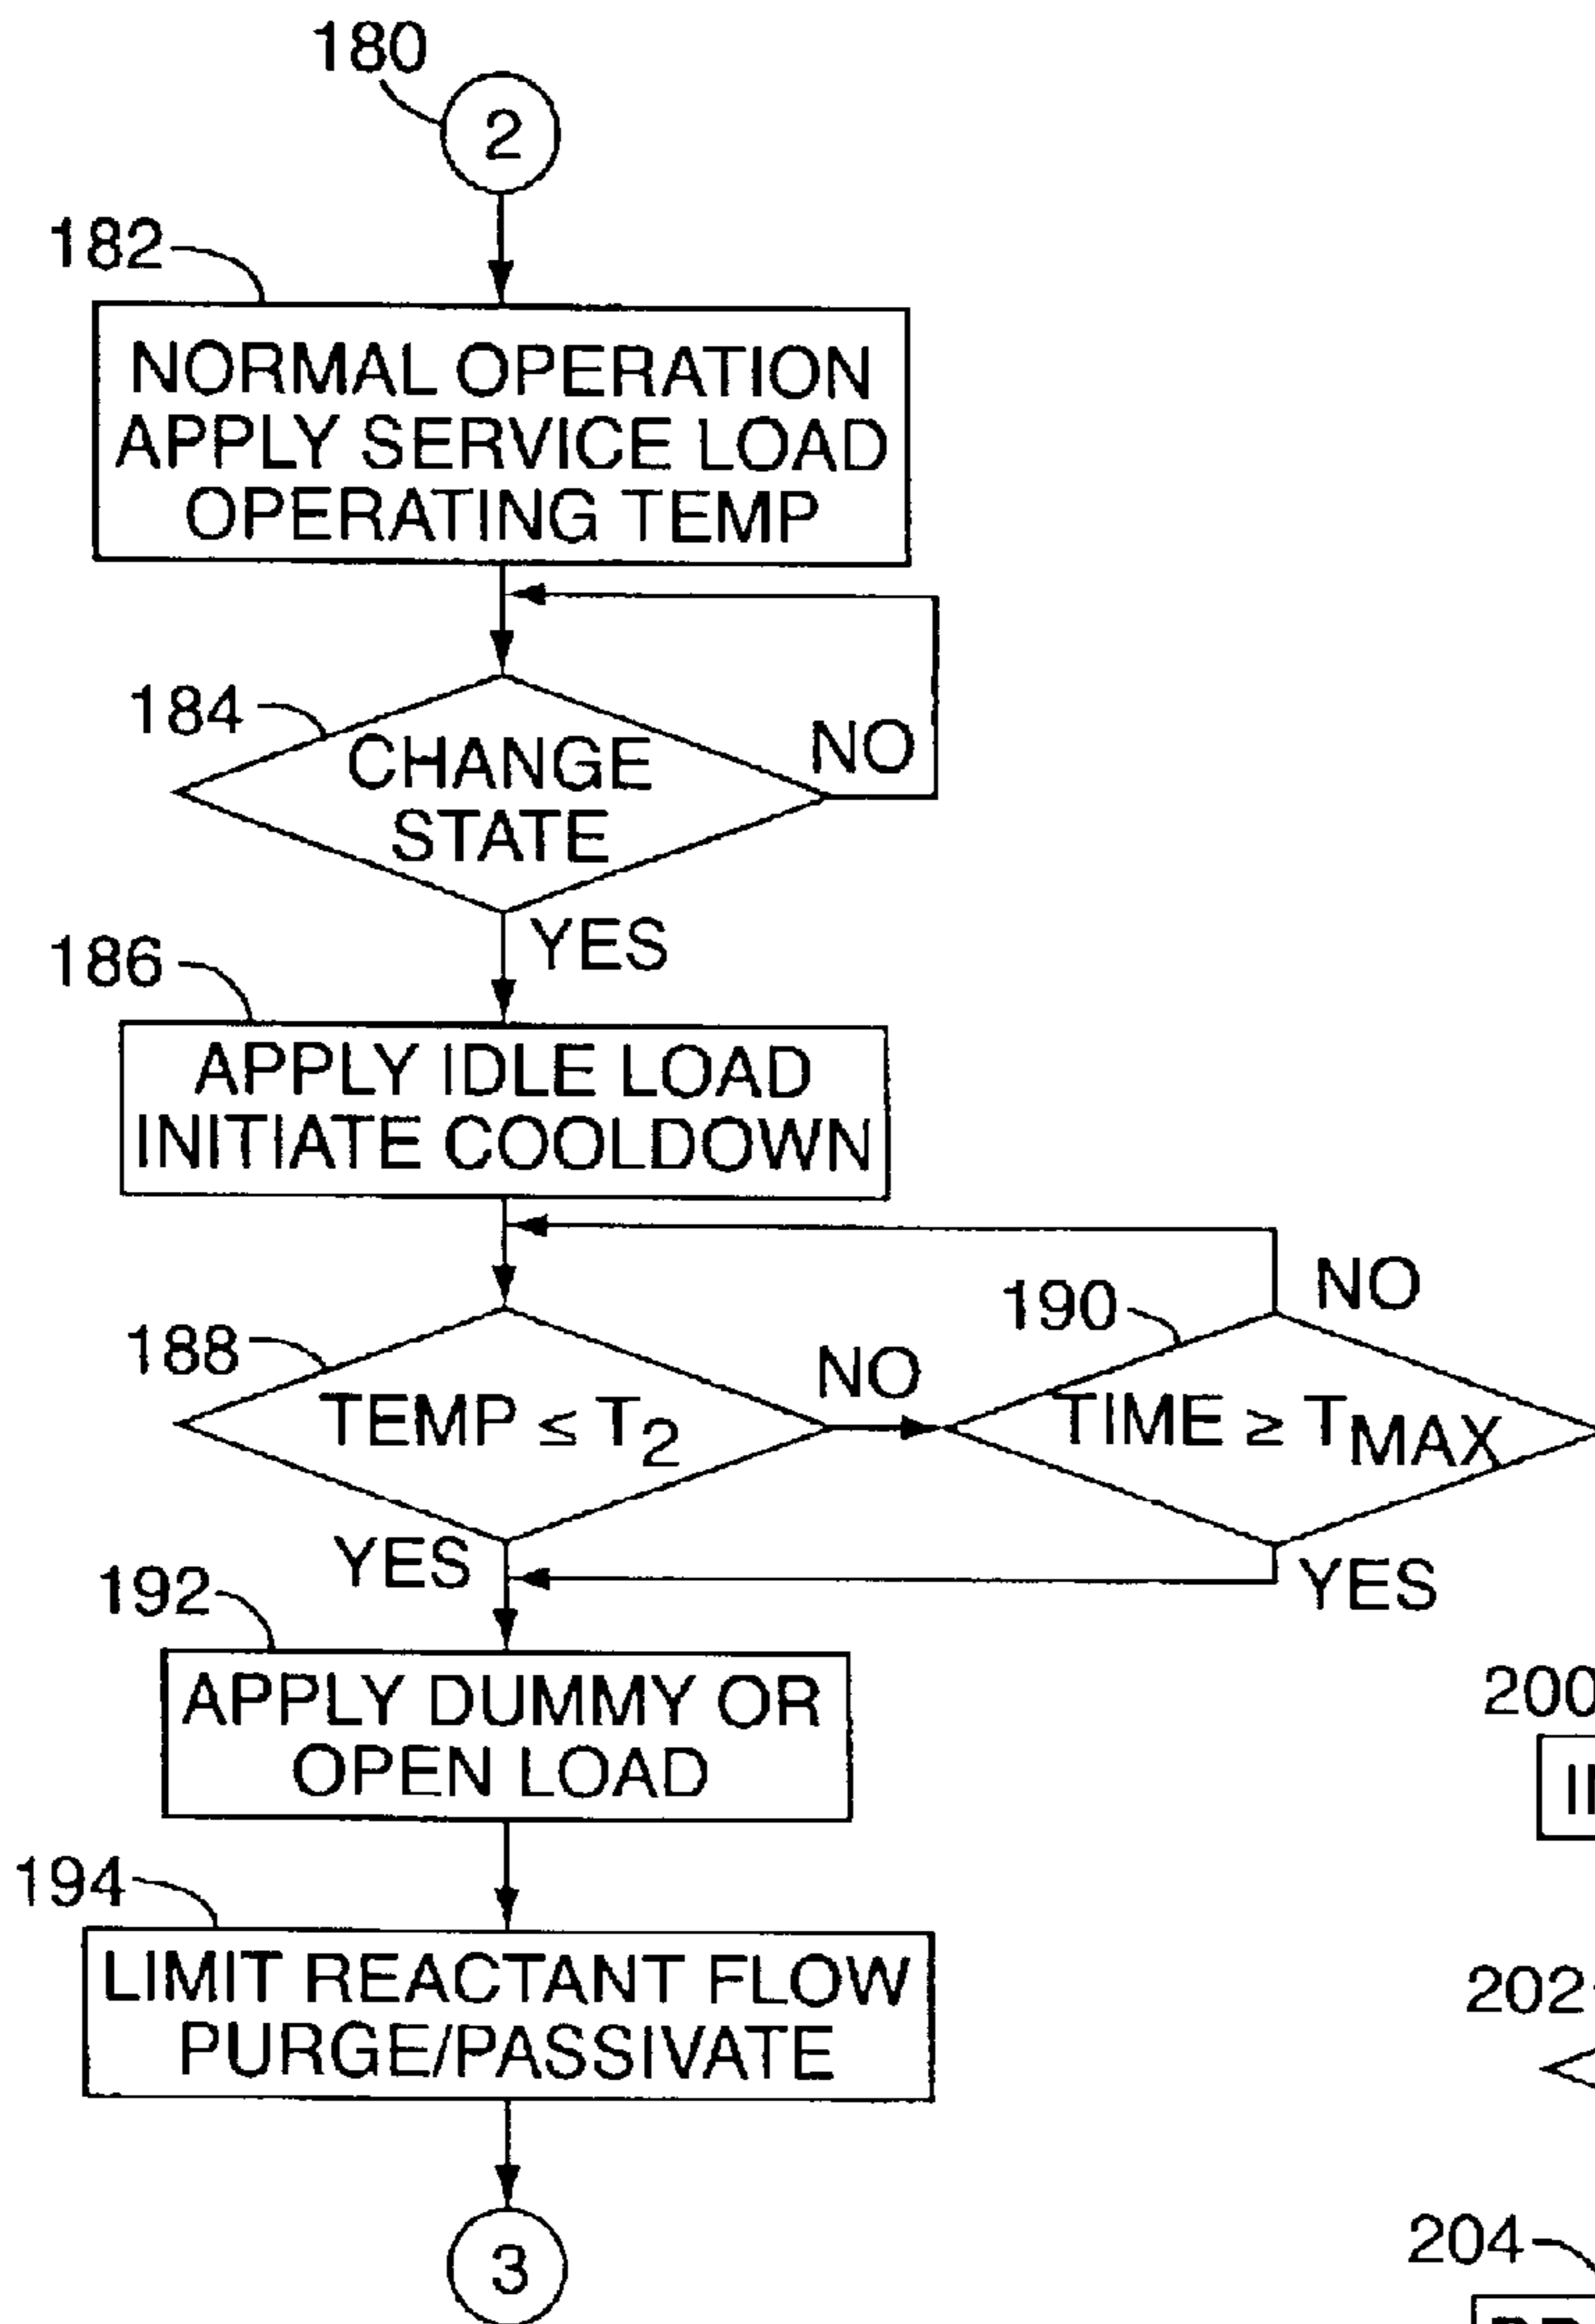 180
2
182
NORMAL OPERATION
APPLY SERVICE LOAD
OPERATING TEMP
184
CHANGE
STATE
NO
YES
186
APPLY IDLE LOAD
INITIATE COOLDOWN
188
TEMP ≤ T2
NO
190
TIME ≥ TMAX
NO
YES
YES
192
APPLY DUMMY OR
OPEN LOAD
194
LIMIT REACTANT FLOW
PURGE/PASSIVATE
3
200
202
204